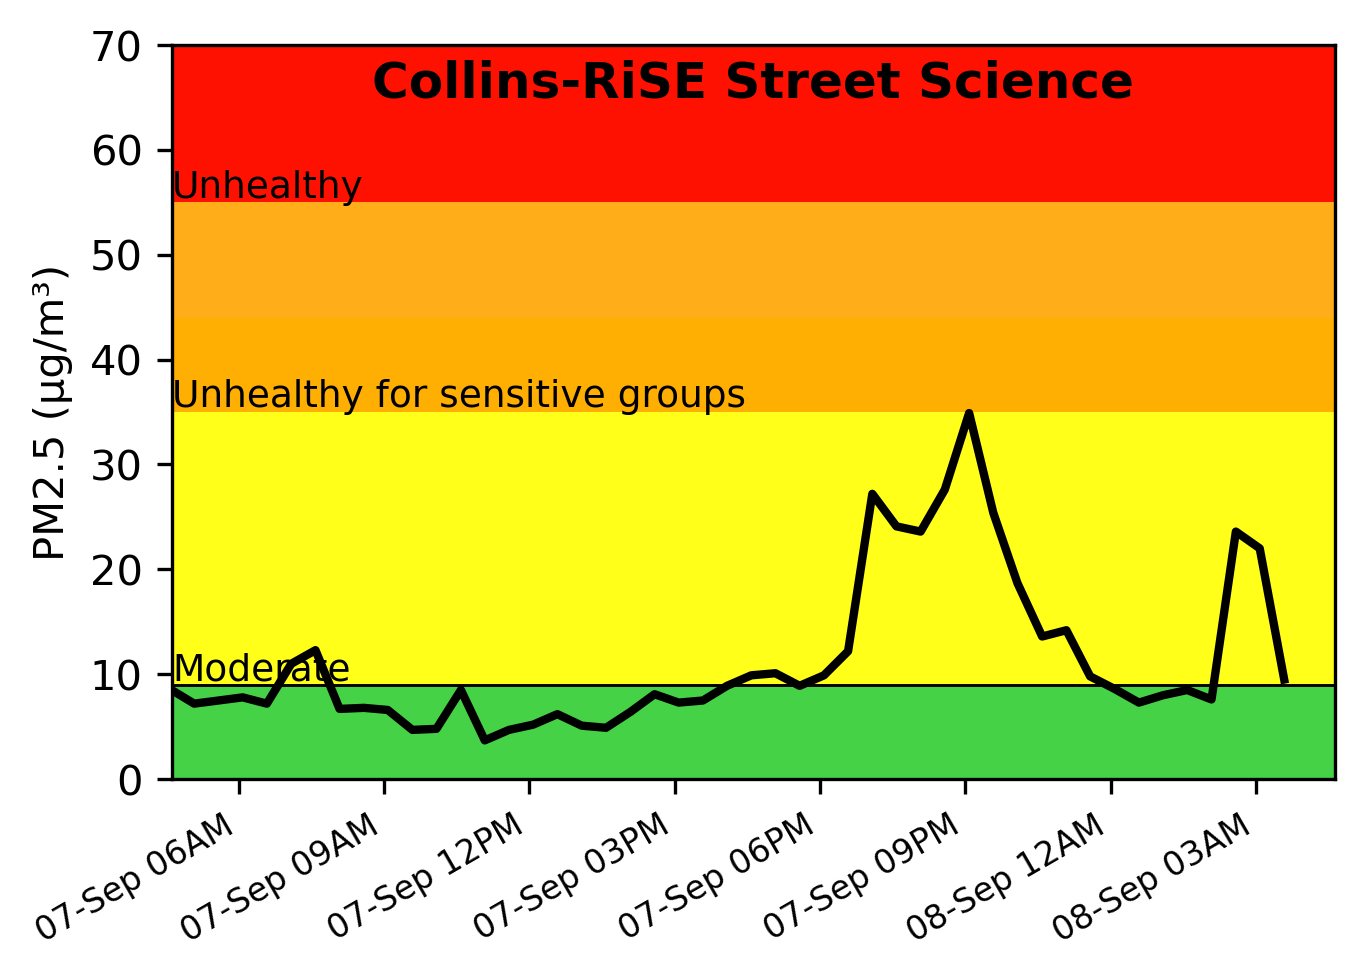 Collins-RiSE Street Science
70
60
Unhealthy
50
40
Unhealthy for sensitive groups
30
20
Moderate
10
0
PM2.5 (µg/m³)
07-Sep 06AM
07-Sep 09AM
07-Sep 12PM
07-Sep 03PM
07-Sep 06PM
07-Sep 09PM
08-Sep 12AM
08-Sep 03AM